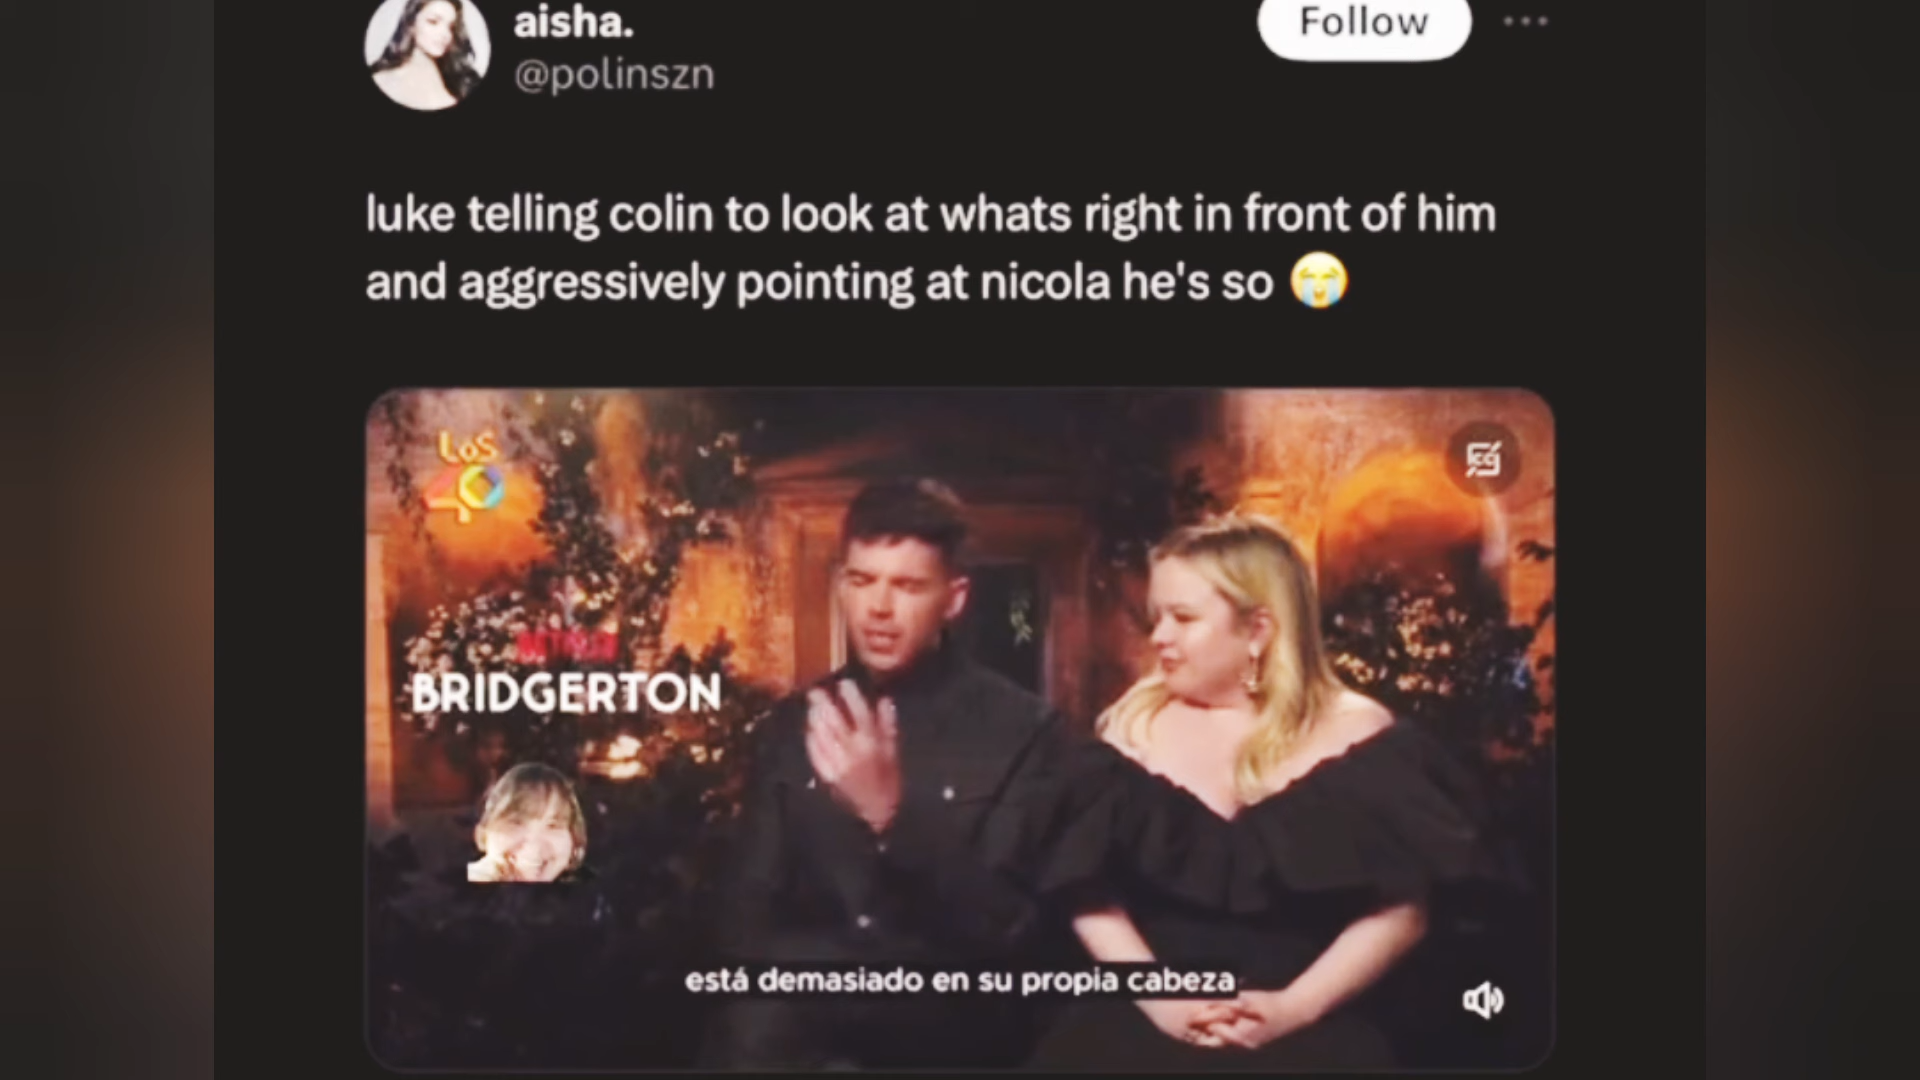 aisha.
@polinszn
Follow
luke telling colin to look at whats right in front of him
and aggressively pointing at nicola he's so 😭
LOS
40
NETFLIX
BRIDGERTON
está demasiado en su propia cabeza